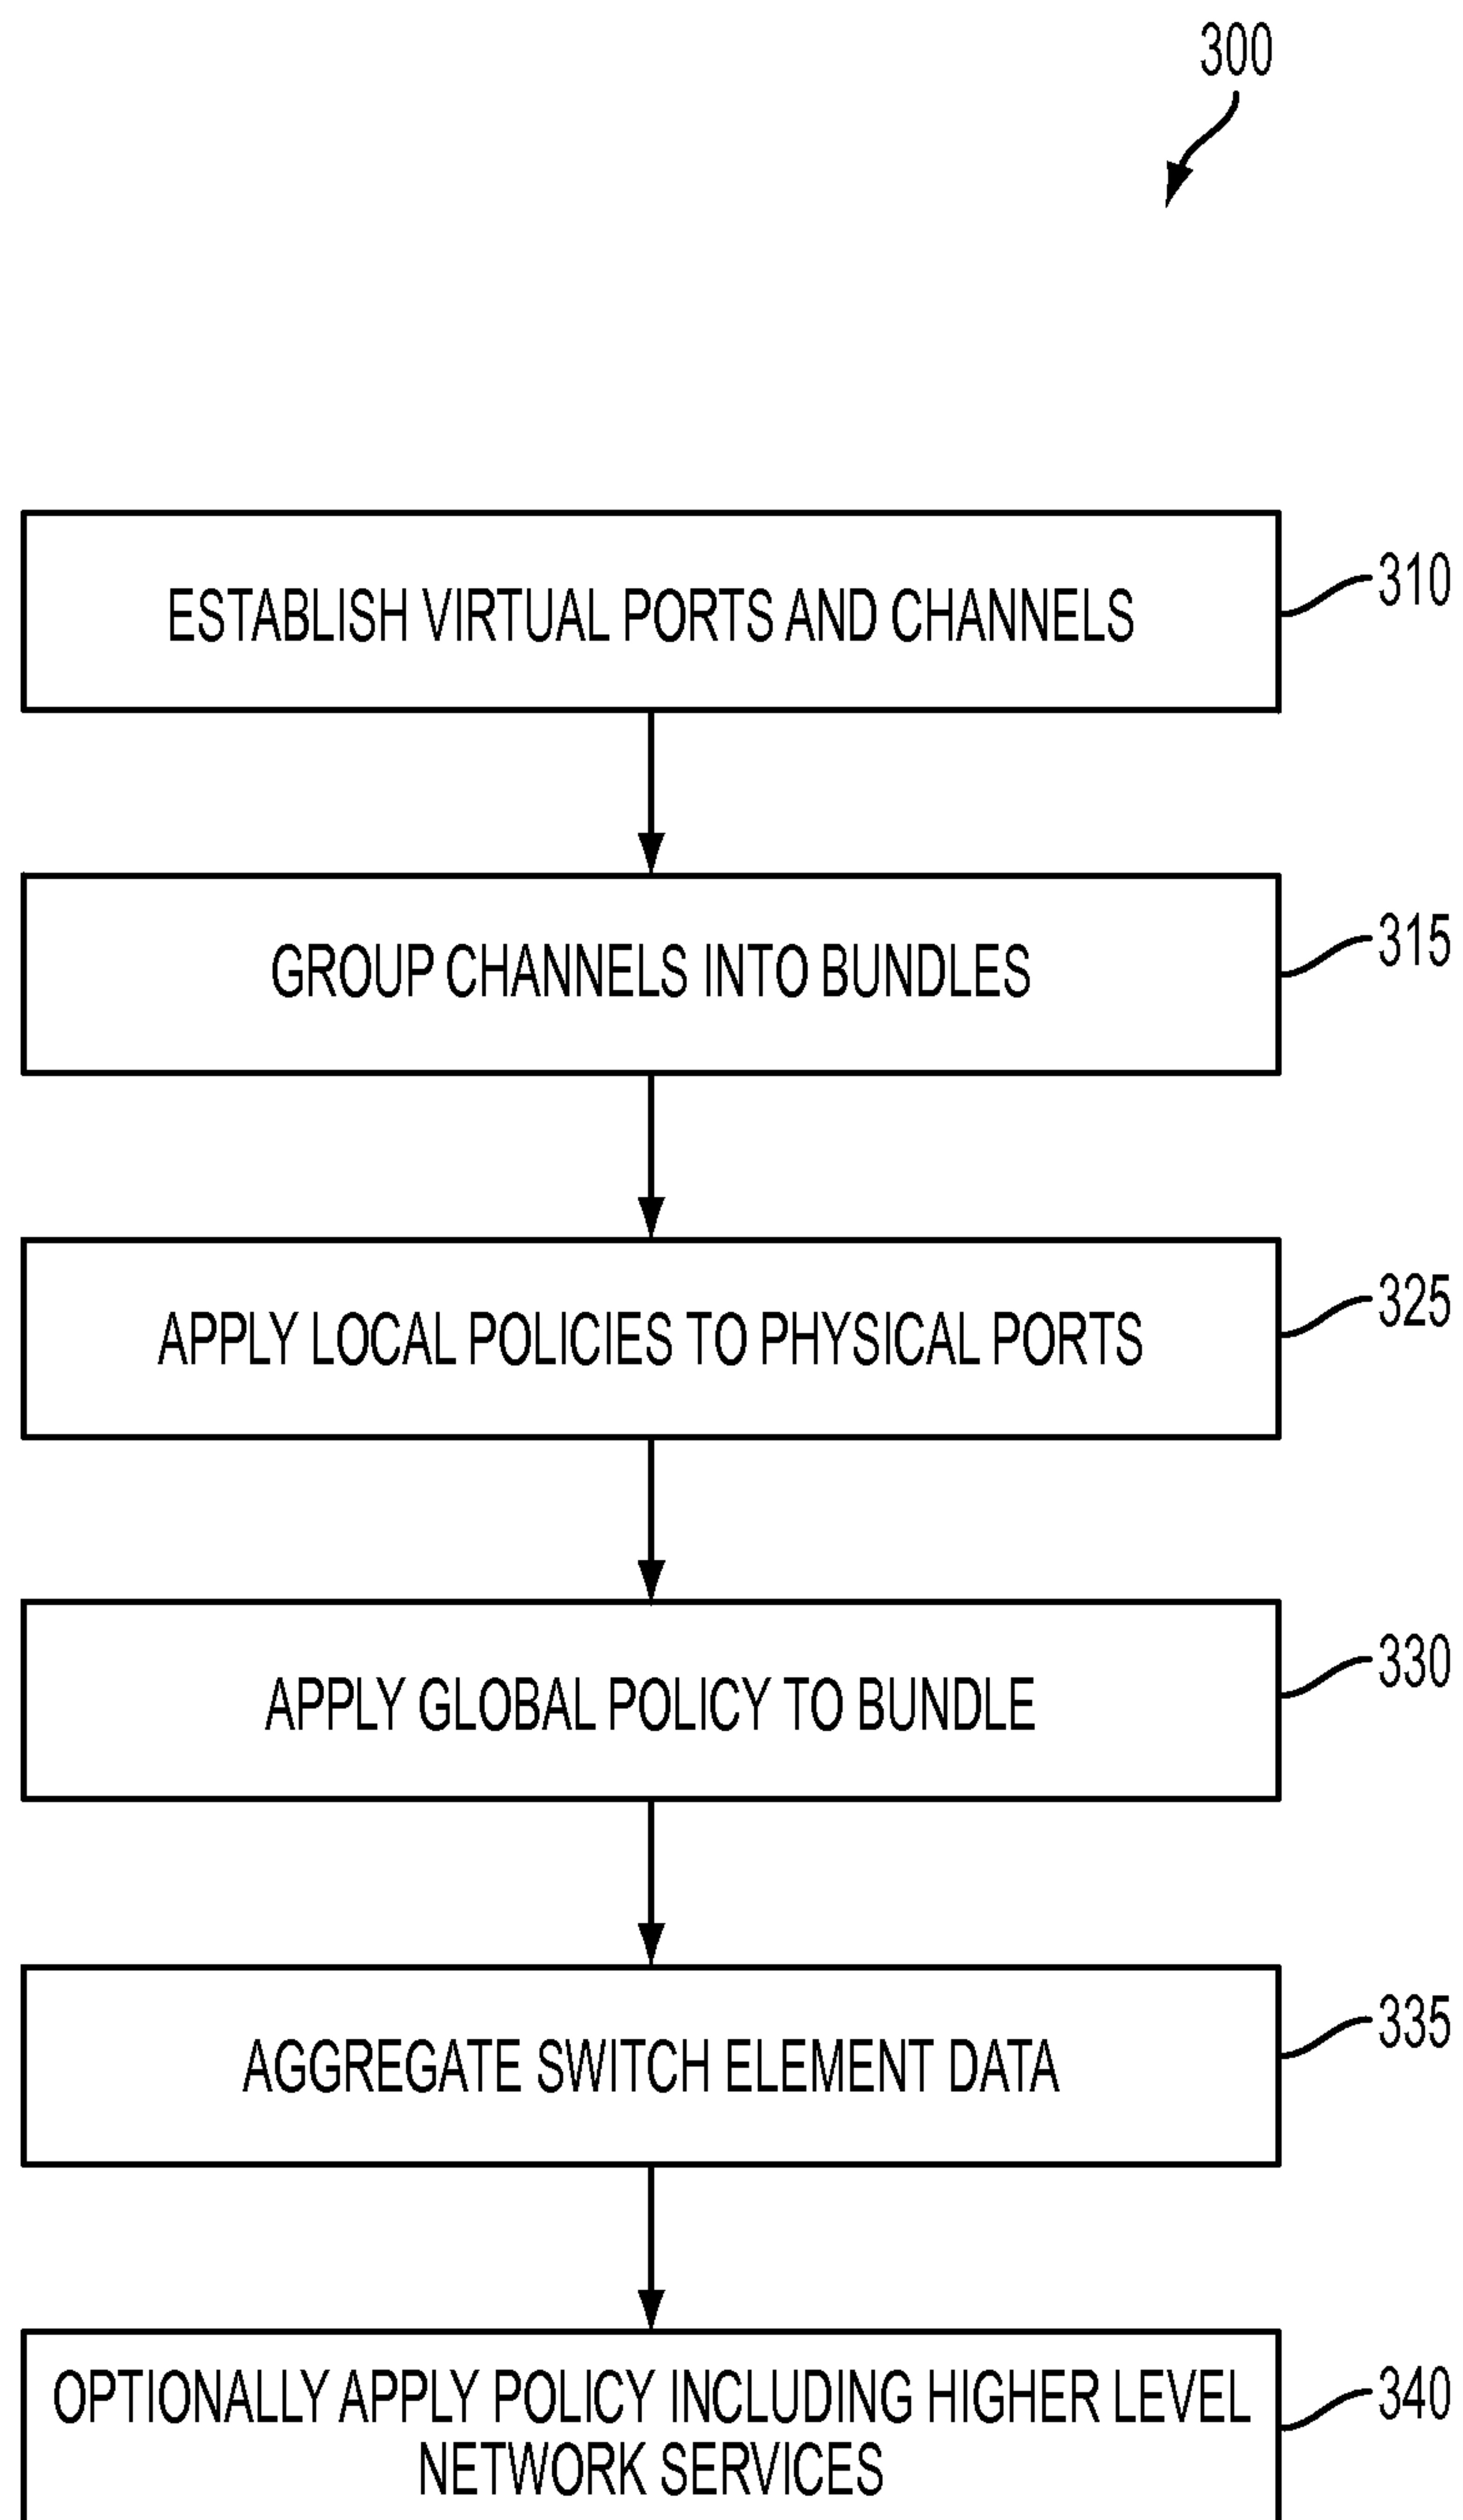 300
ESTABLISH VIRTUAL PORTS AND CHANNELS
310
GROUP CHANNELS INTO BUNDLES
315
APPLY LOCAL POLICIES TO PHYSICAL PORTS
325
APPLY GLOBAL POLICY TO BUNDLE
330
AGGREGATE SWITCH ELEMENT DATA
335
OPTIONALLY APPLY POLICY INCLUDING HIGHER LEVEL
340
NETWORK SERVICES